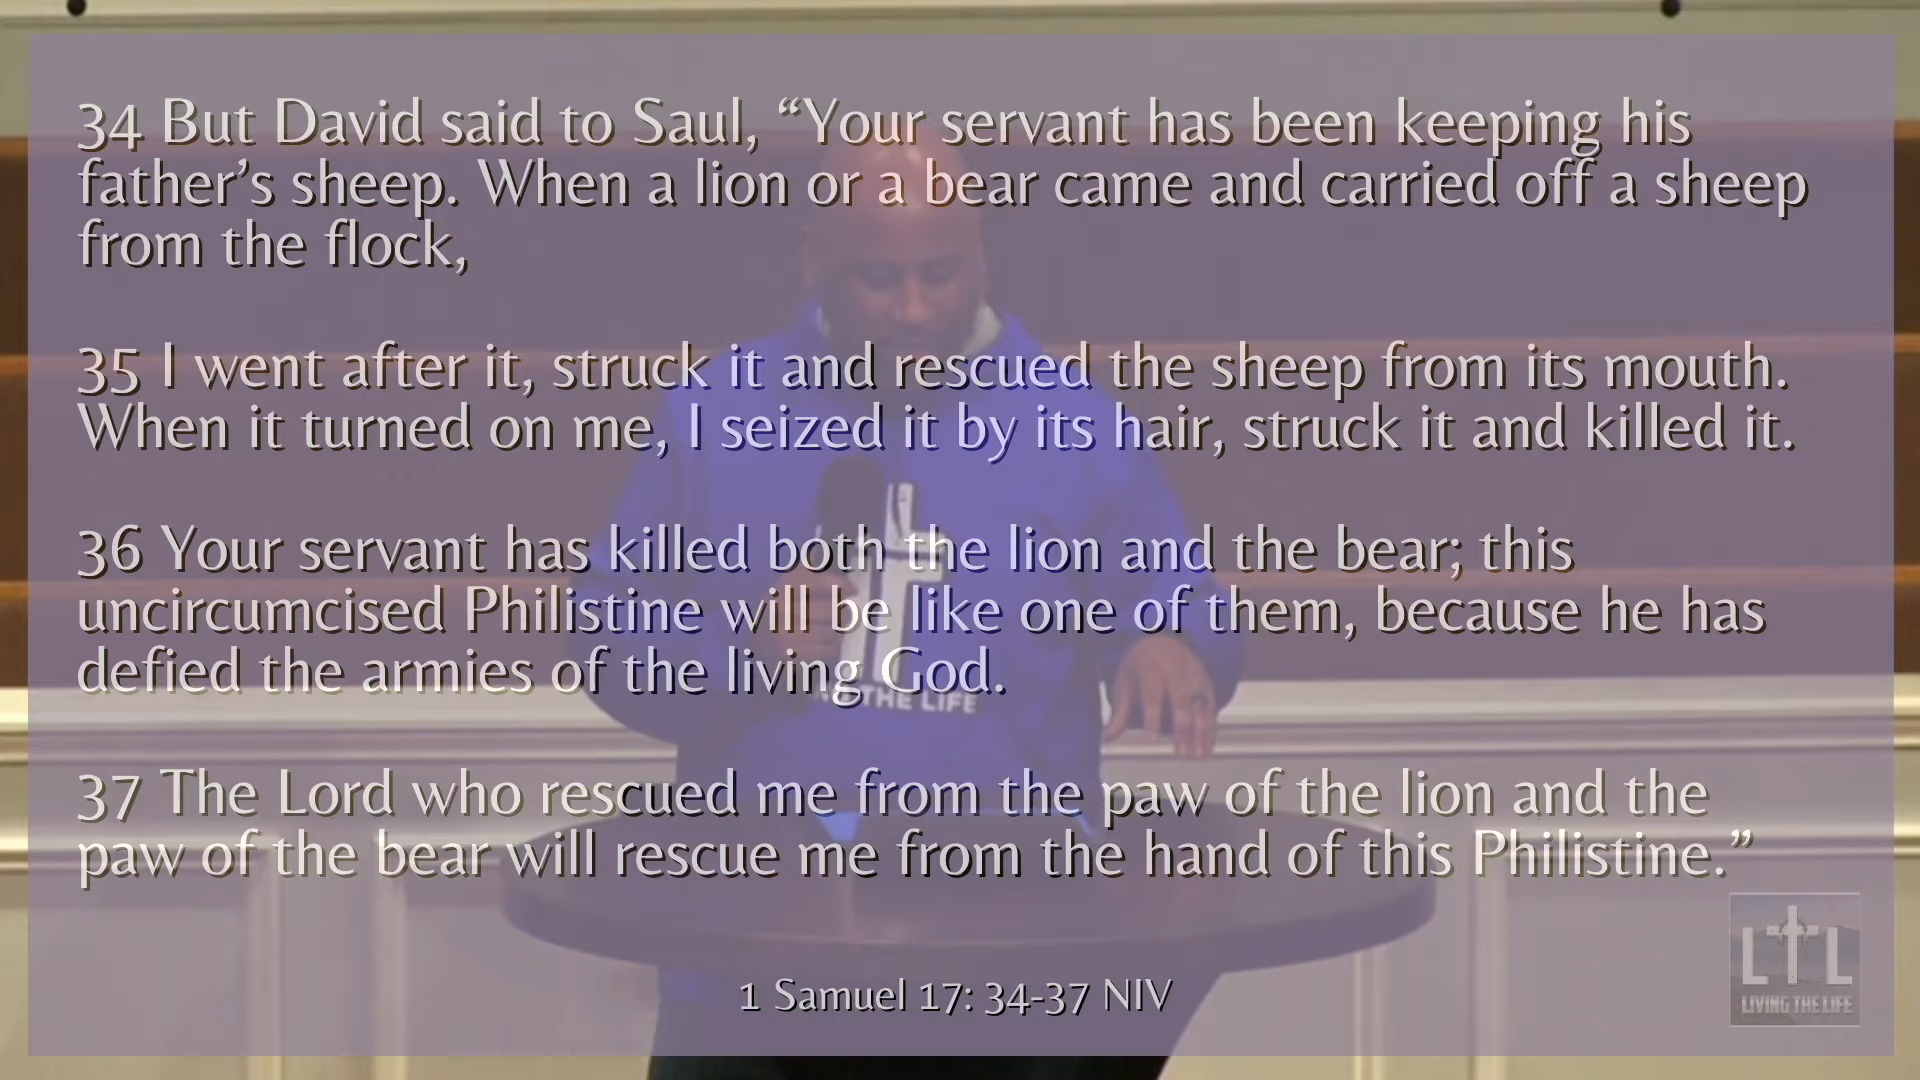 34 But David said to Saul, “Your servant has been keeping his
father’s sheep. When a lion or a bear came and carried off a sheep
from the flock,
35 I went after it, struck it and rescued the sheep from its mouth.
When it turned on me, I seized it by its hair, struck it and killed it.
36 Your servant has killed both the lion and the bear; this
uncircumcised Philistine will be like one of them, because he has
defied the armies of the living God.
THE LIFE
37 The Lord who rescued me from the paw of the lion and the
paw of the bear will rescue me from the hand of this Philistine.”
1 Samuel 17: 34-37 NIV
L L
LIVING THE LIFE